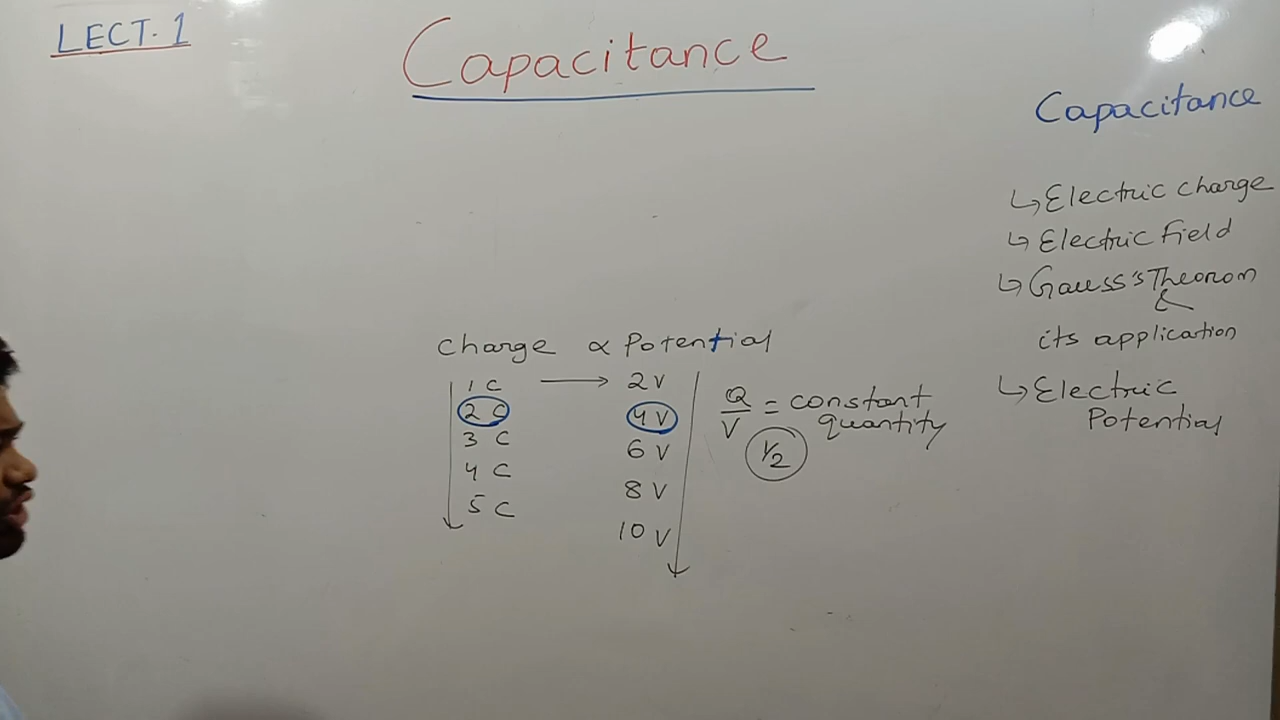 LECT. 1
Capacitance
Capacitance
↳ Electric charge
↳ Electric Field
↳ Gauss's Theorom
&
its application
↳ Electric
Potential
Charge ∝ Potential
1 C → 2 V
2 C 4 V
3 C 6 V
4 C 8 V
5 C 10 V
Q/V = constant
quantity
1/2